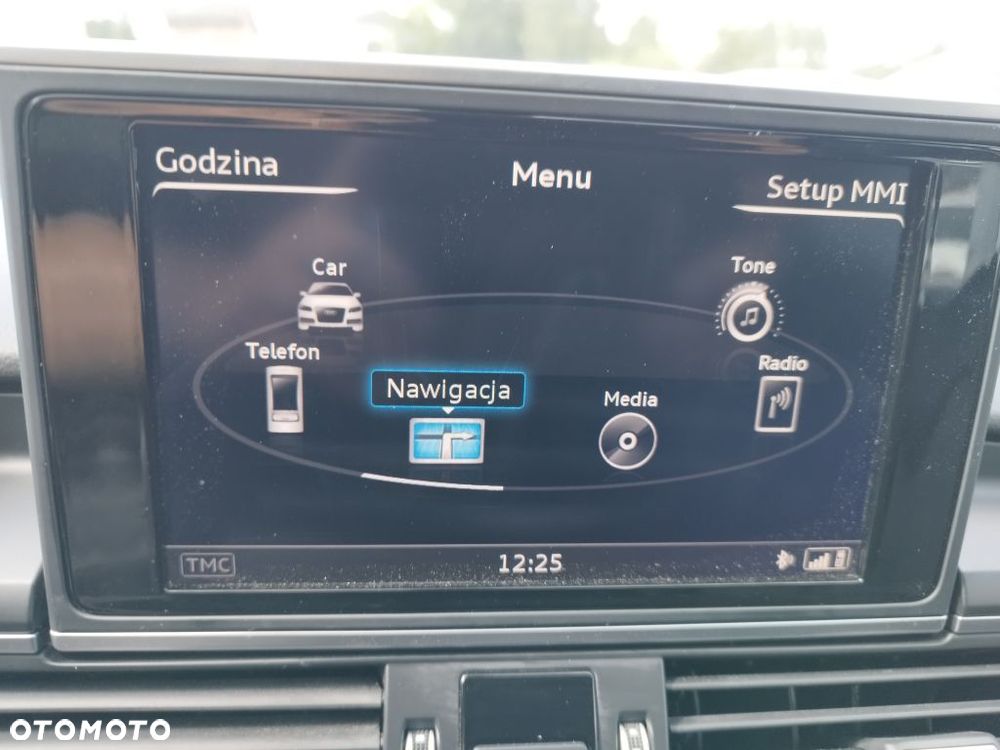 Godzina
Menu
Setup MMI
Car
Tone
Telefon
Radio
Nawigacja
Media
TMC
12:25
OTOMOTO